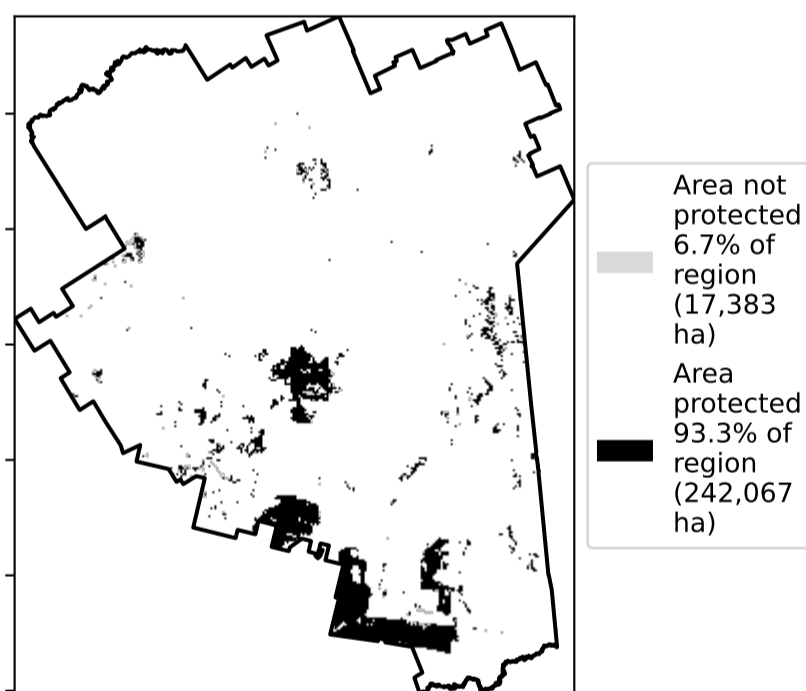 Area not
protected
6.7% of
region
(17,383
ha)
Area
protected
93.3% of
region
(242,067
ha)